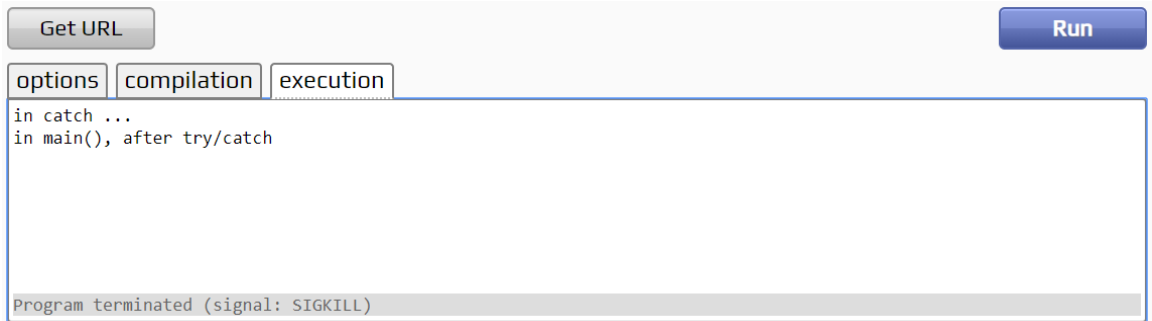 Get URL Run
options compilation execution
in catch ...
in main(), after try/catch
Program terminated (signal: SIGKILL)